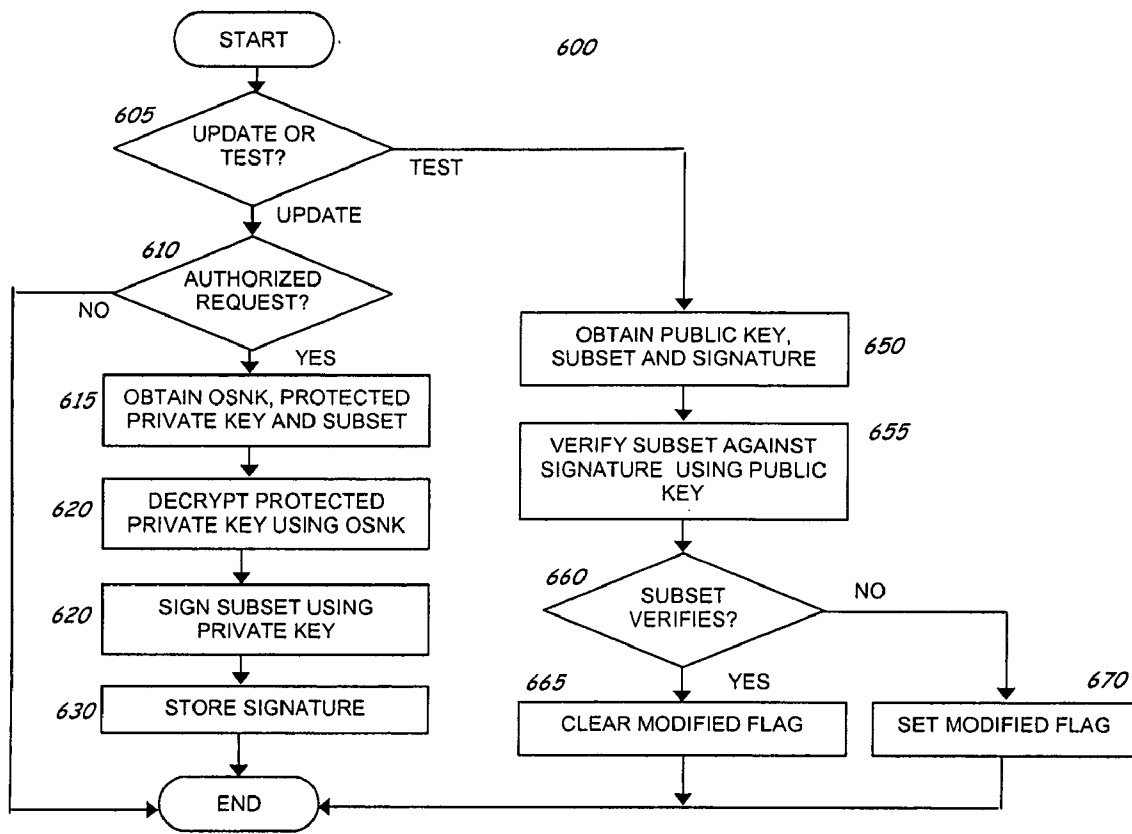 START
600
605
UPDATE OR
TEST?
TEST
UPDATE
610
AUTHORIZED
REQUEST?
NO
YES
615
OBTAIN OSNK, PROTECTED
PRIVATE KEY AND SUBSET
620
DECRYPT PROTECTED
PRIVATE KEY USING OSNK
620
SIGN SUBSET USING
PRIVATE KEY
630
STORE SIGNATURE
END
OBTAIN PUBLIC KEY,
SUBSET AND SIGNATURE
650
VERIFY SUBSET AGAINST
SIGNATURE USING PUBLIC
KEY
655
660
SUBSET
VERIFIES?
NO
YES
665
CLEAR MODIFIED FLAG
670
SET MODIFIED FLAG